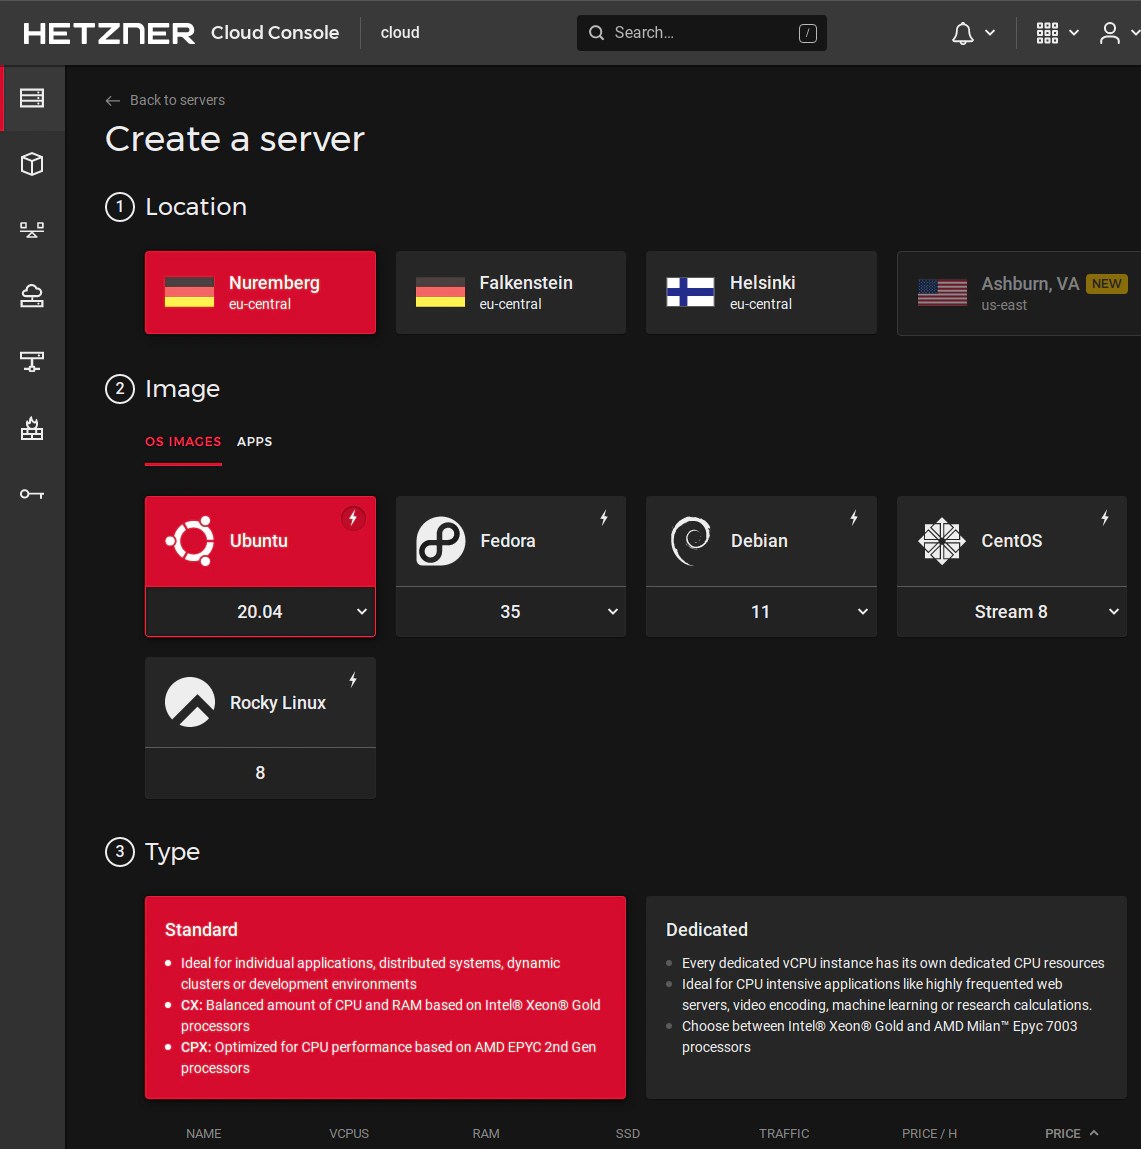 HETZNER Cloud Console cloud Search... /
Back to servers
Create a server
1 Location
Nuremberg
eu-central
Falkenstein
eu-central
Helsinki
eu-central
Ashburn, VA NEW
us-east
2 Image
OS IMAGES APPS
Ubuntu
20.04
Fedora
35
Debian
11
CentOS
Stream 8
Rocky Linux
8
3 Type
Standard
Ideal for individual applications, distributed systems, dynamic
clusters or development environments
CX: Balanced amount of CPU and RAM based on Intel® Xeon® Gold
processors
CPX: Optimized for CPU performance based on AMD EPYC 2nd Gen
processors
Dedicated
Every dedicated vCPU instance has its own dedicated CPU resources
Ideal for CPU intensive applications like highly frequented web
servers, video encoding, machine learning or research calculations.
Choose between Intel® Xeon® Gold and AMD Milan™ Epyc 7003
processors
NAME VCPUS RAM SSD TRAFFIC PRICE / H PRICE